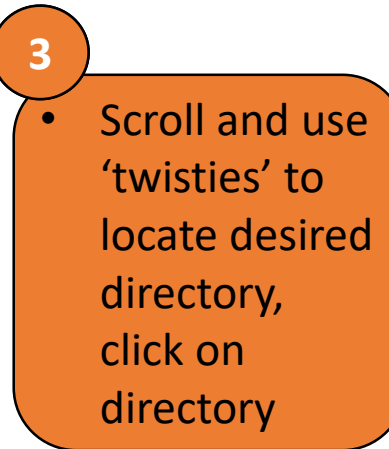 3
• Scroll and use
‘twisties’ to
locate desired
directory,
click on
directory